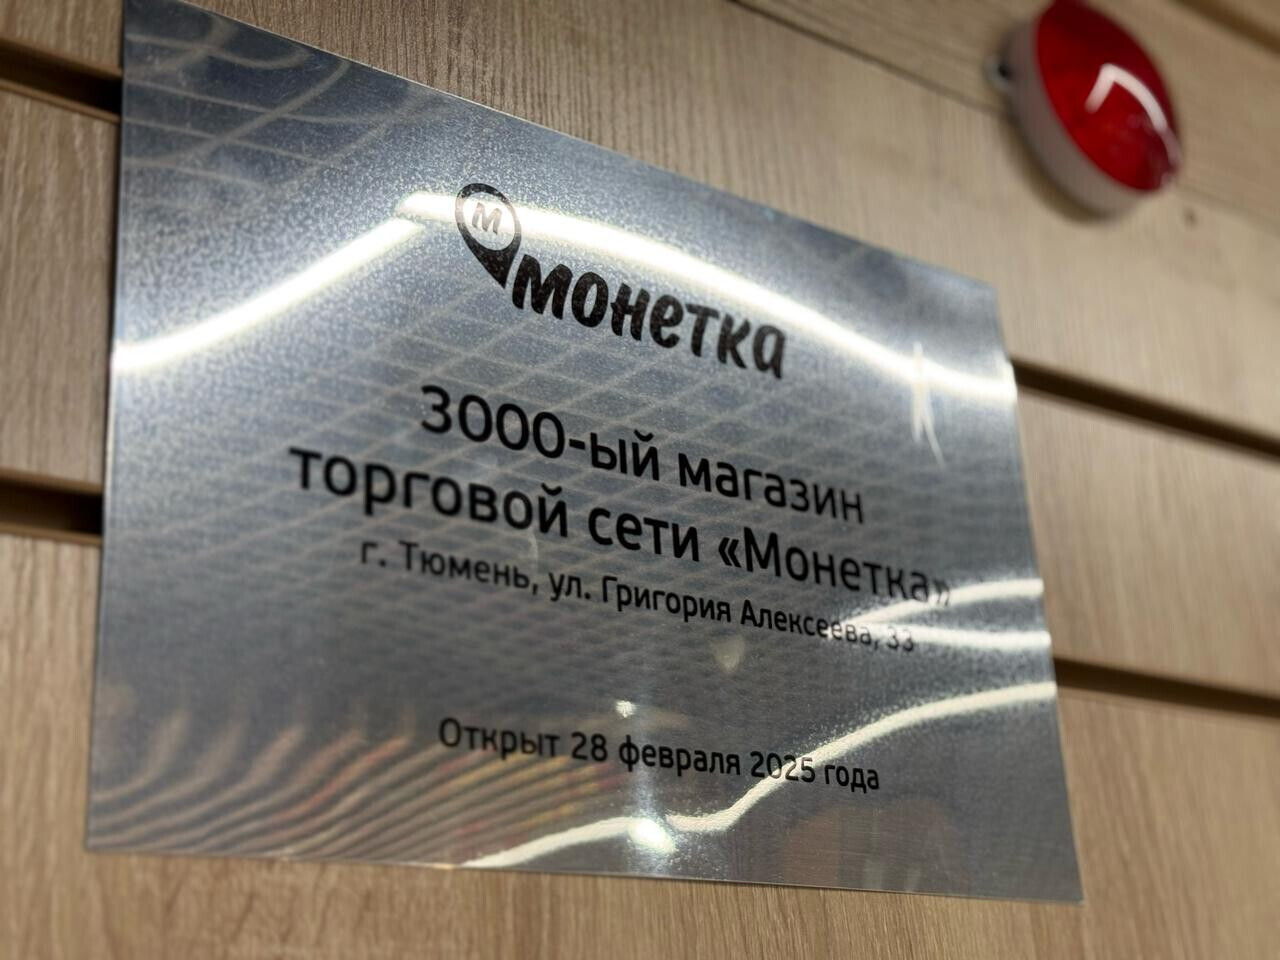 м
монетка
3000-ый магазин
торговой сети «Монетка»
г. Тюмень, ул. Григория Алексеева, 33
Открыт 28 февраля 2025 года